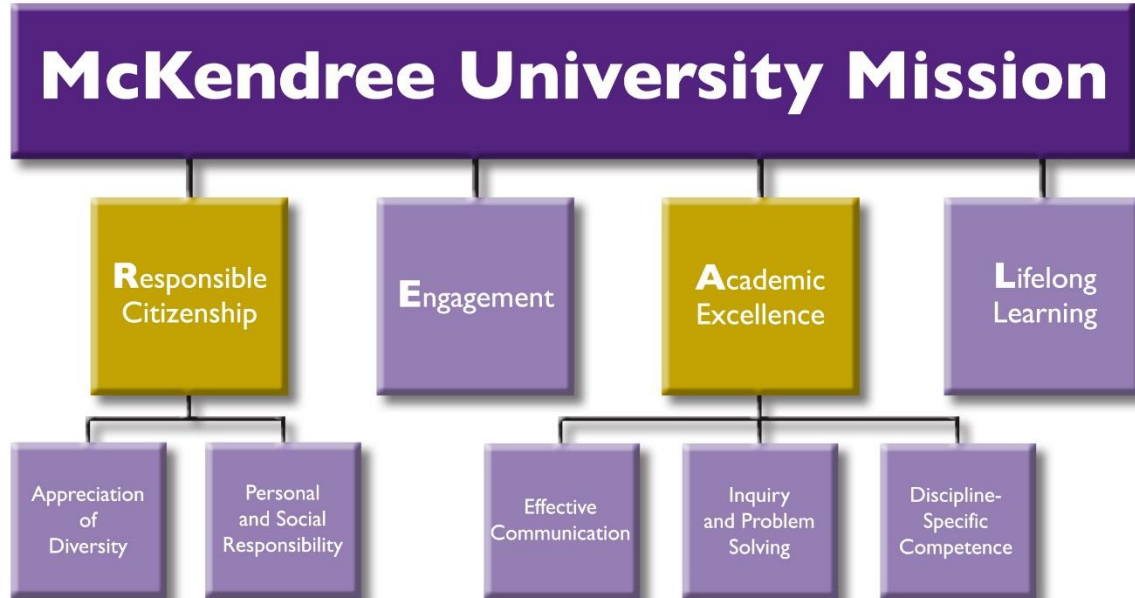 McKendree University Mission
Responsible
Citizenship
Engagement
Academic
Excellence
Lifelong
Learning
Appreciation
of
Diversity
Personal
and Social
Responsibility
Effective
Communication
Inquiry
and Problem
Solving
Discipline-
Specific
Competence